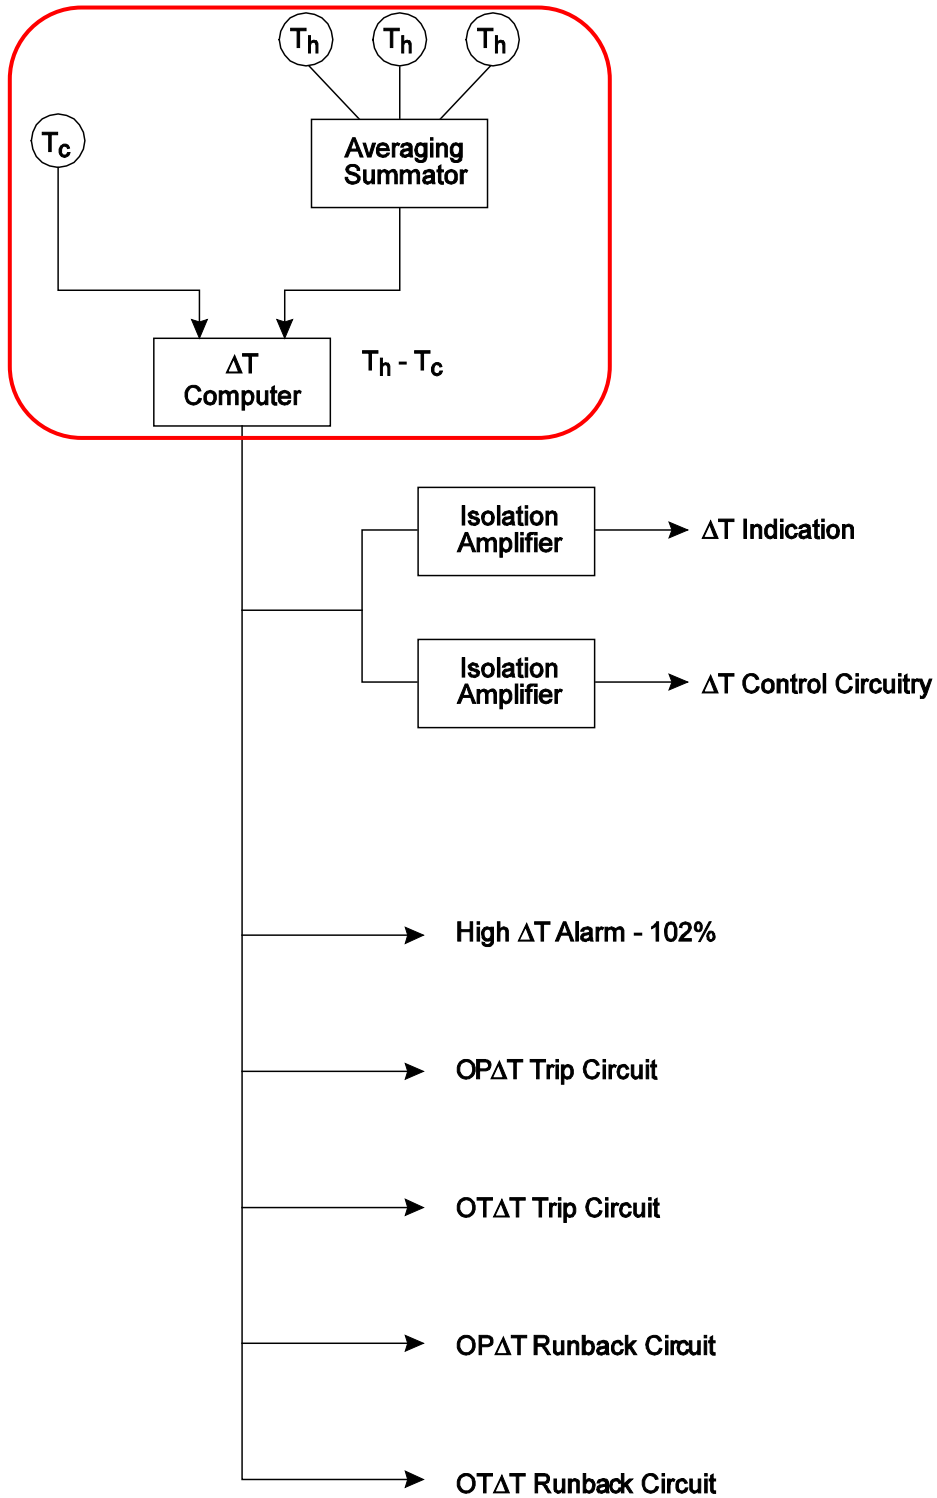 Th
Th
Th
Tc
Averaging
Summator
ΔT
Computer
Th - Tc
Isolation
Amplifier
ΔT Indication
Isolation
Amplifier
ΔT Control Circuitry
High ΔT Alarm - 102%
OPΔT Trip Circuit
OTΔT Trip Circuit
OPΔT Runback Circuit
OTΔT Runback Circuit